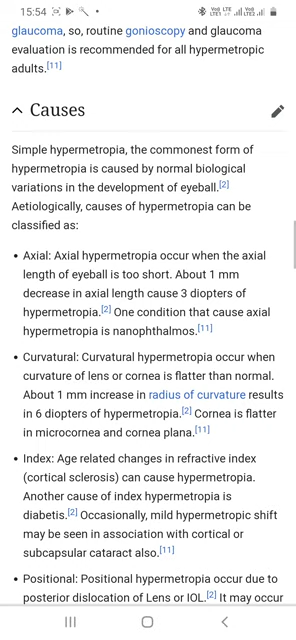 15:54 VoG LTE VoG
LTE1 LTE2
glaucoma, so, routine gonioscopy and glaucoma
evaluation is recommended for all hypermetropic
adults.[11]
Causes
Simple hypermetropia, the commonest form of
hypermetropia is caused by normal biological
variations in the development of eyeball.[2]
Aetiologically, causes of hypermetropia can be
classified as:
• Axial: Axial hypermetropia occur when the axial
length of eyeball is too short. About 1 mm
decrease in axial length cause 3 diopters of
hypermetropia.[2] One condition that cause axial
hypermetropia is nanophthalmos.[11]
• Curvatural: Curvatural hypermetropia occur when
curvature of lens or cornea is flatter than normal.
About 1 mm increase in radius of curvature results
in 6 diopters of hypermetropia.[2] Cornea is flatter
in microcornea and cornea plana.[11]
• Index: Age related changes in refractive index
(cortical sclerosis) can cause hypermetropia.
Another cause of index hypermetropia is
diabetis.[2] Occasionally, mild hypermetropic shift
may be seen in association with cortical or
subcapsular cataract also.[11]
• Positional: Positional hypermetropia occur due to
posterior dislocation of Lens or IOL.[2] It may occur